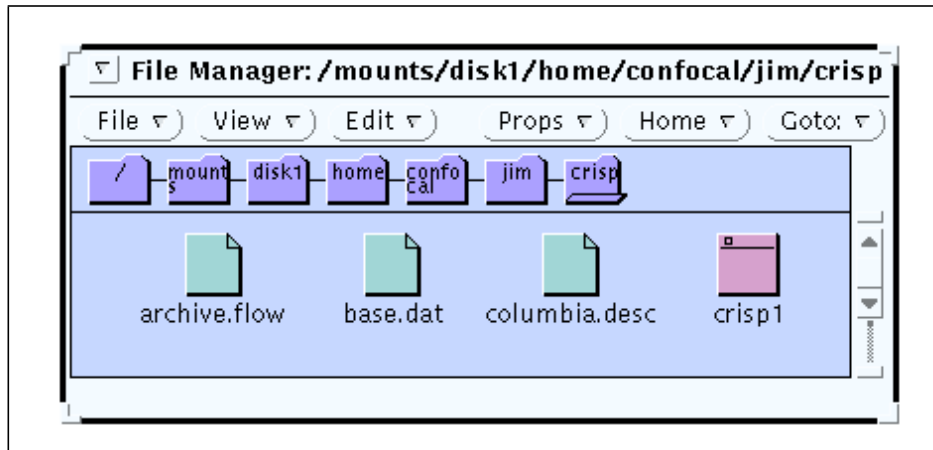 File Manager: /mounts/disk1/home/confocal/jim/crisp
File View Edit Props Home Goto:
/ mounts disk1 home confocal jim crisp
archive.flow base.dat columbia.desc crisp1